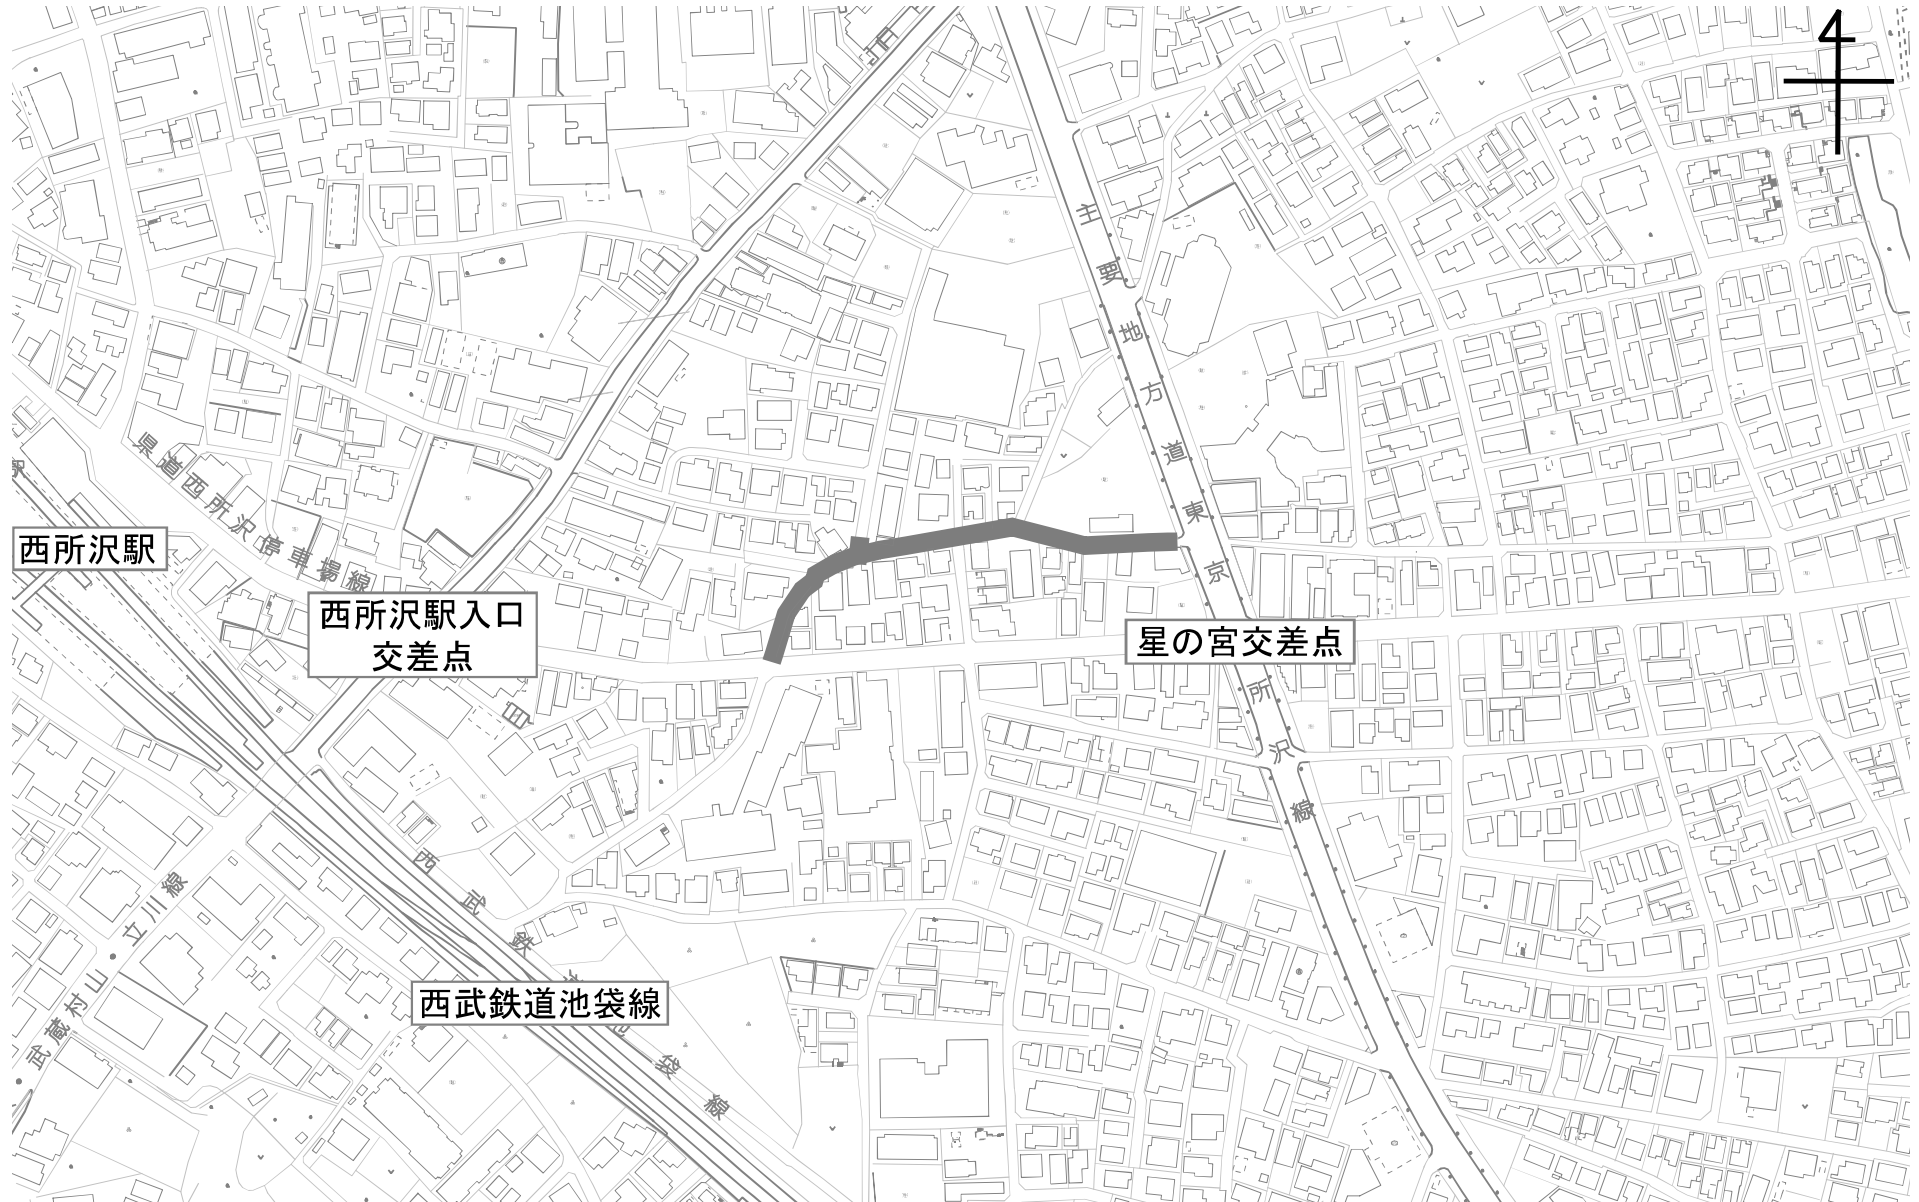 主要地方道東京所沢線
県道西所沢停車場線
駅
西所沢駅
西所沢駅入口
交差点
星の宮交差点
立川線
武蔵村山
西武鉄道池袋線
西武鉄道池袋線